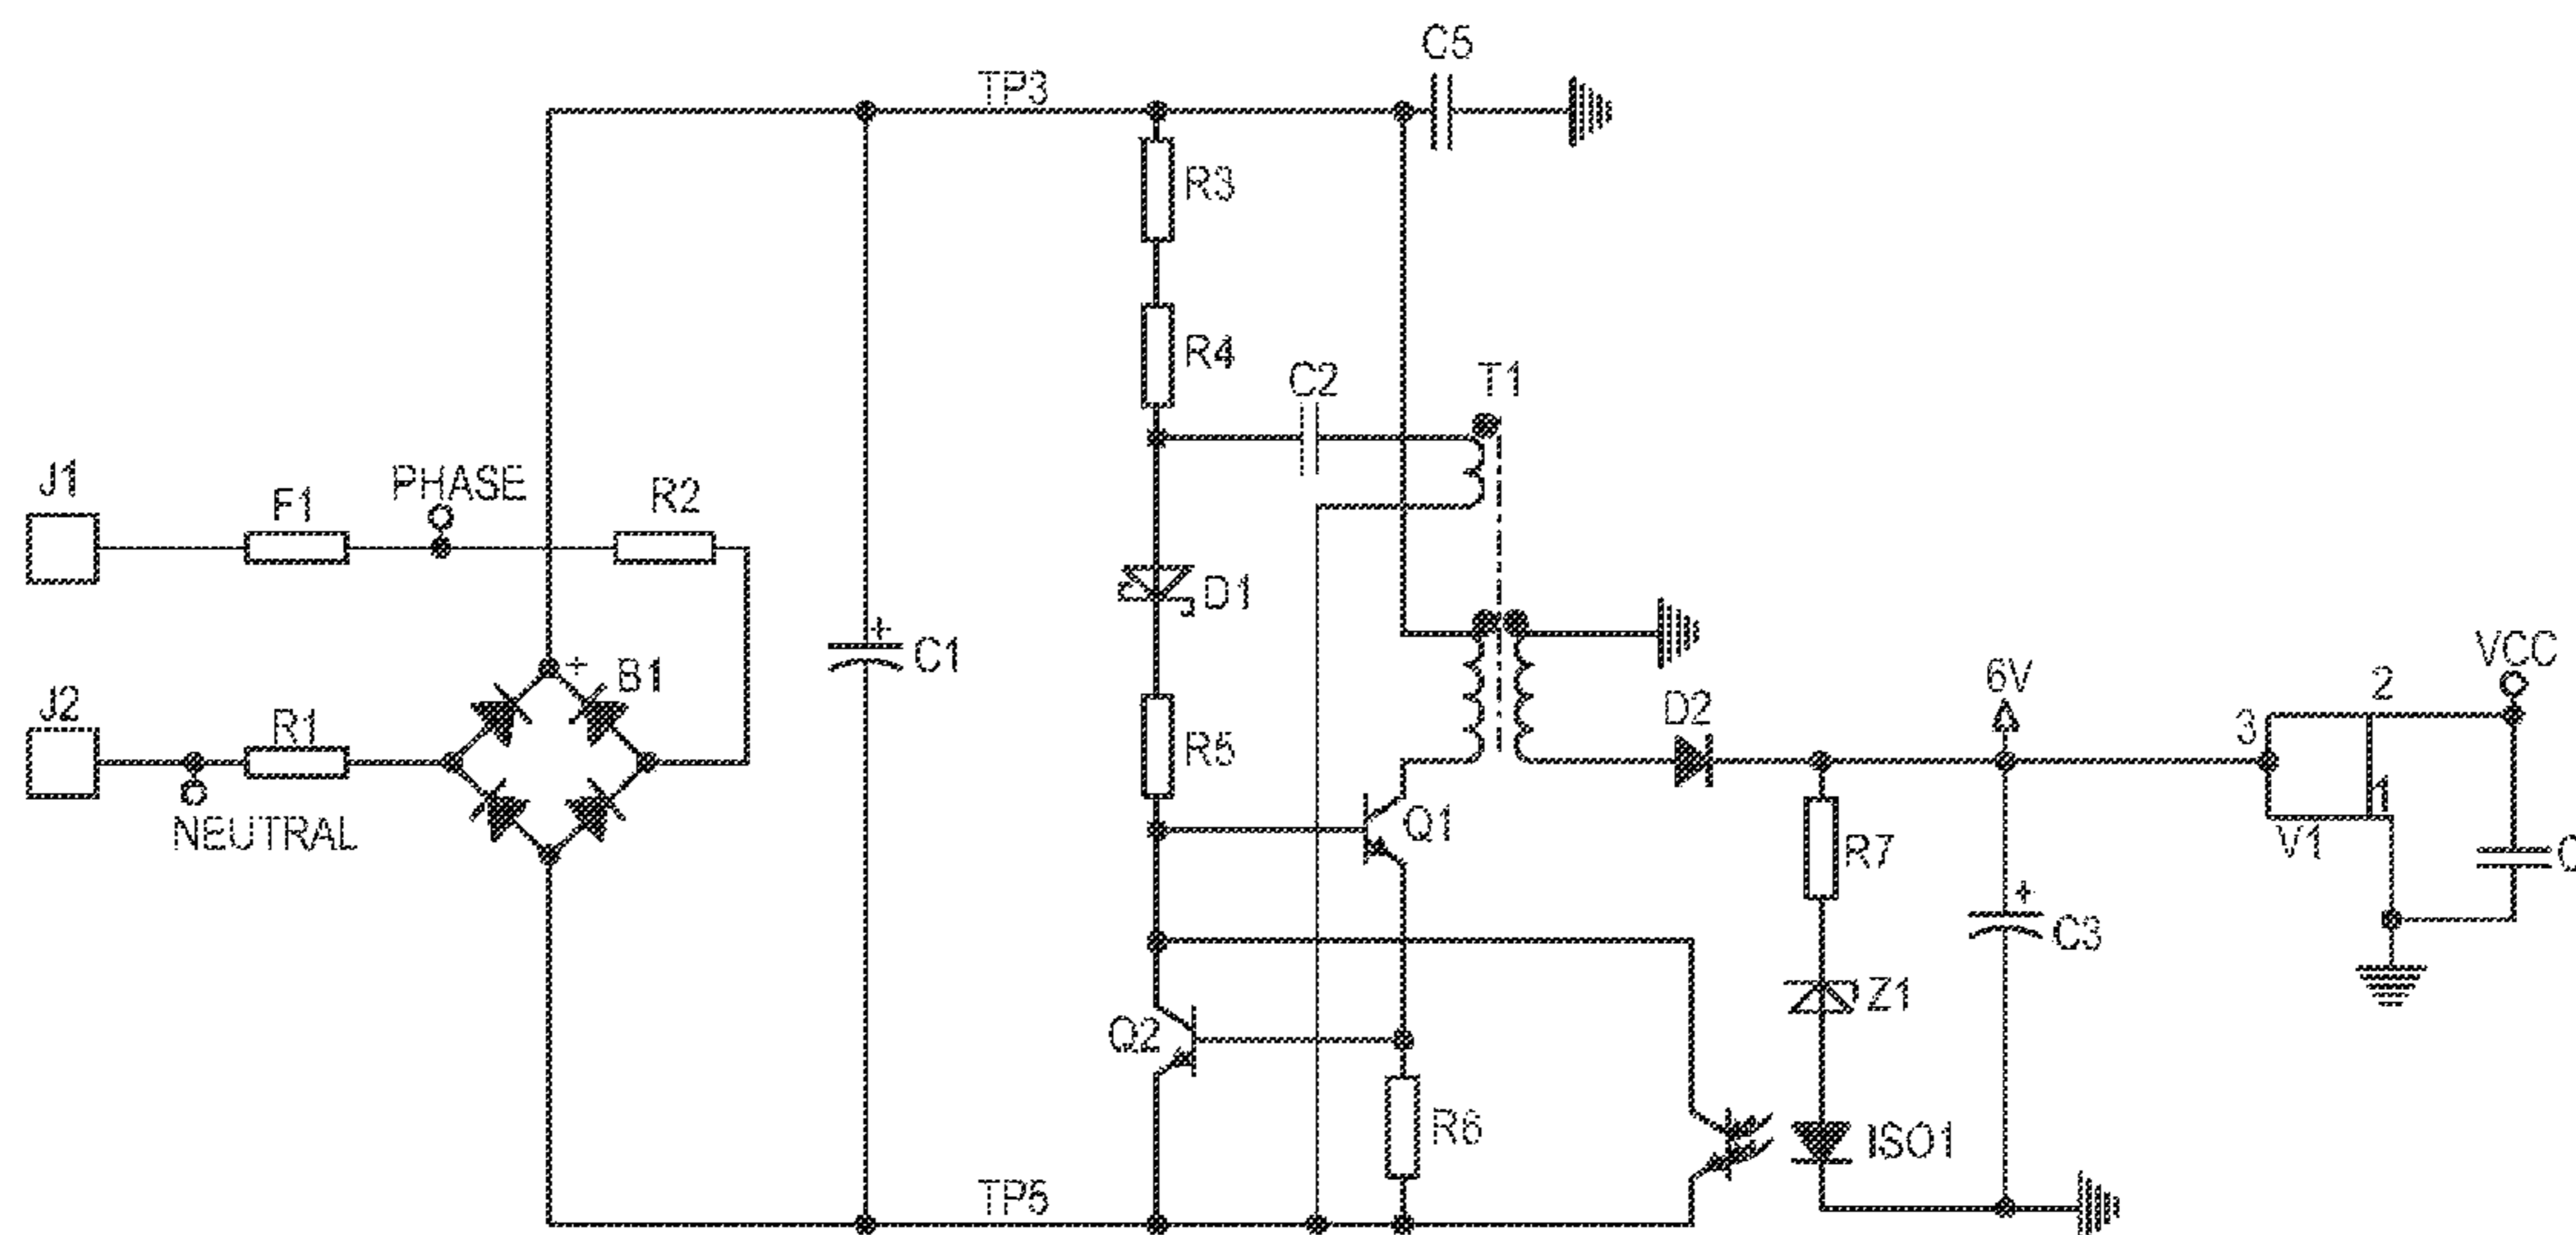 C5
TP3
R3
R4
C2
T1
J1
F1
PHASE
R2
D1
+
C1
+
B1
J2
R1
NEUTRAL
R5
Q1
D2
6V
VCC
2
3
1
V1
R7
+
C3
Z1
Q2
R6
ISO1
TP5